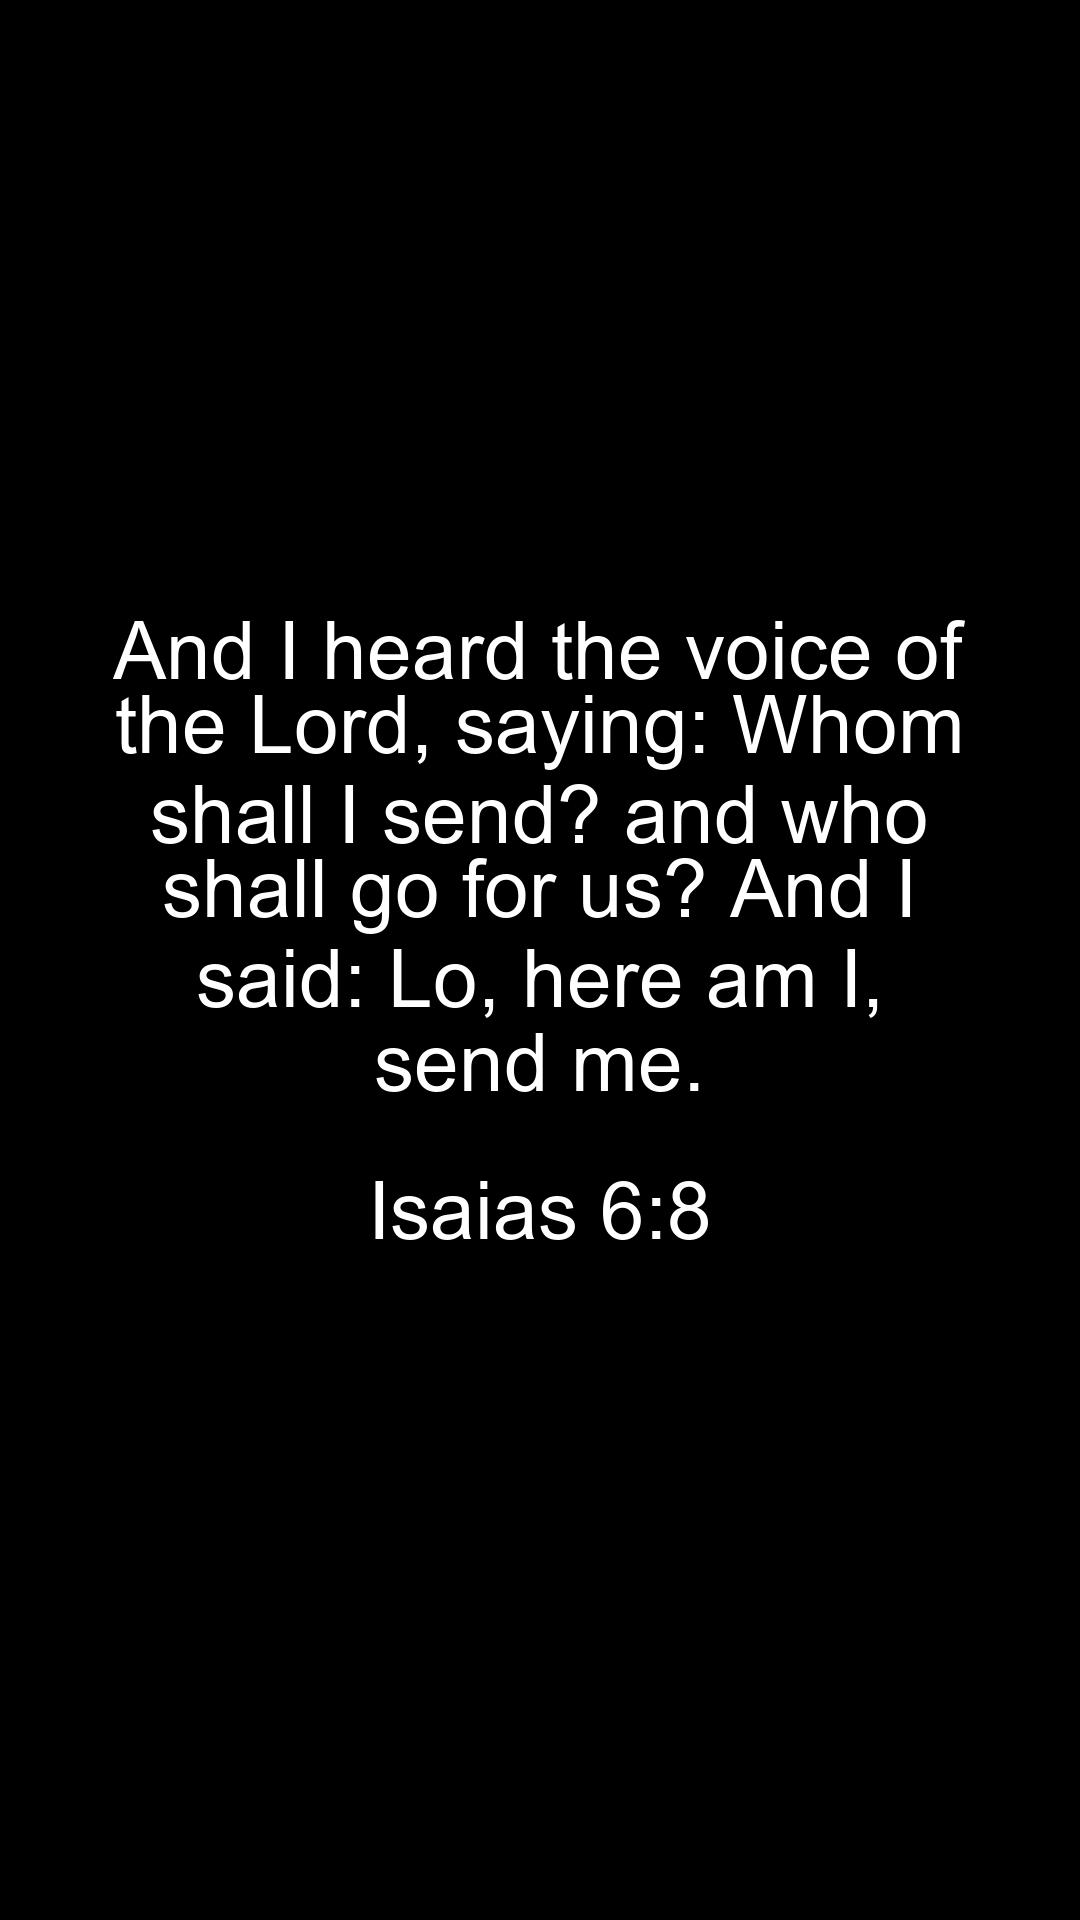 And I heard the voice of
the Lord, saying: Whom
shall I send? and who
shall go for us? And I
said: Lo, here am I,
send me.
Isaias 6:8